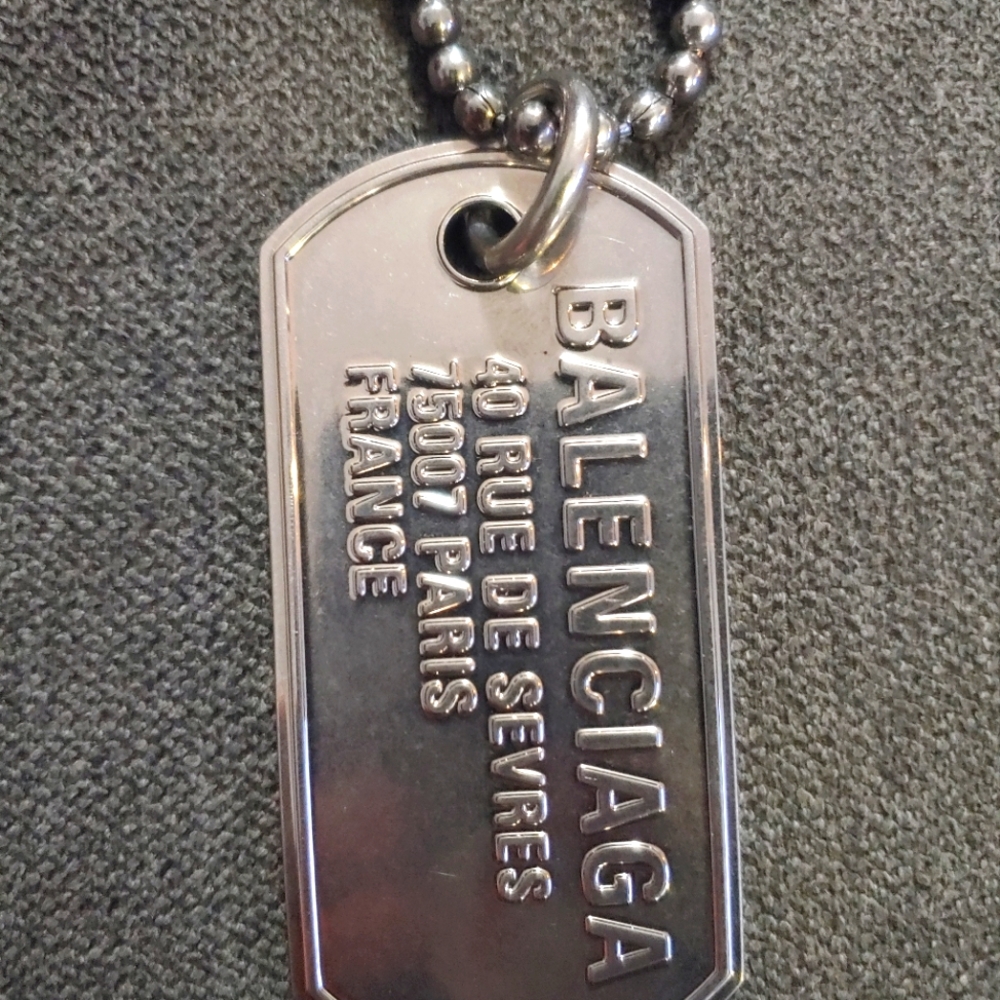 BALENCIAGA
40 RUE DE SEVRES
75007 PARIS
FRANCE